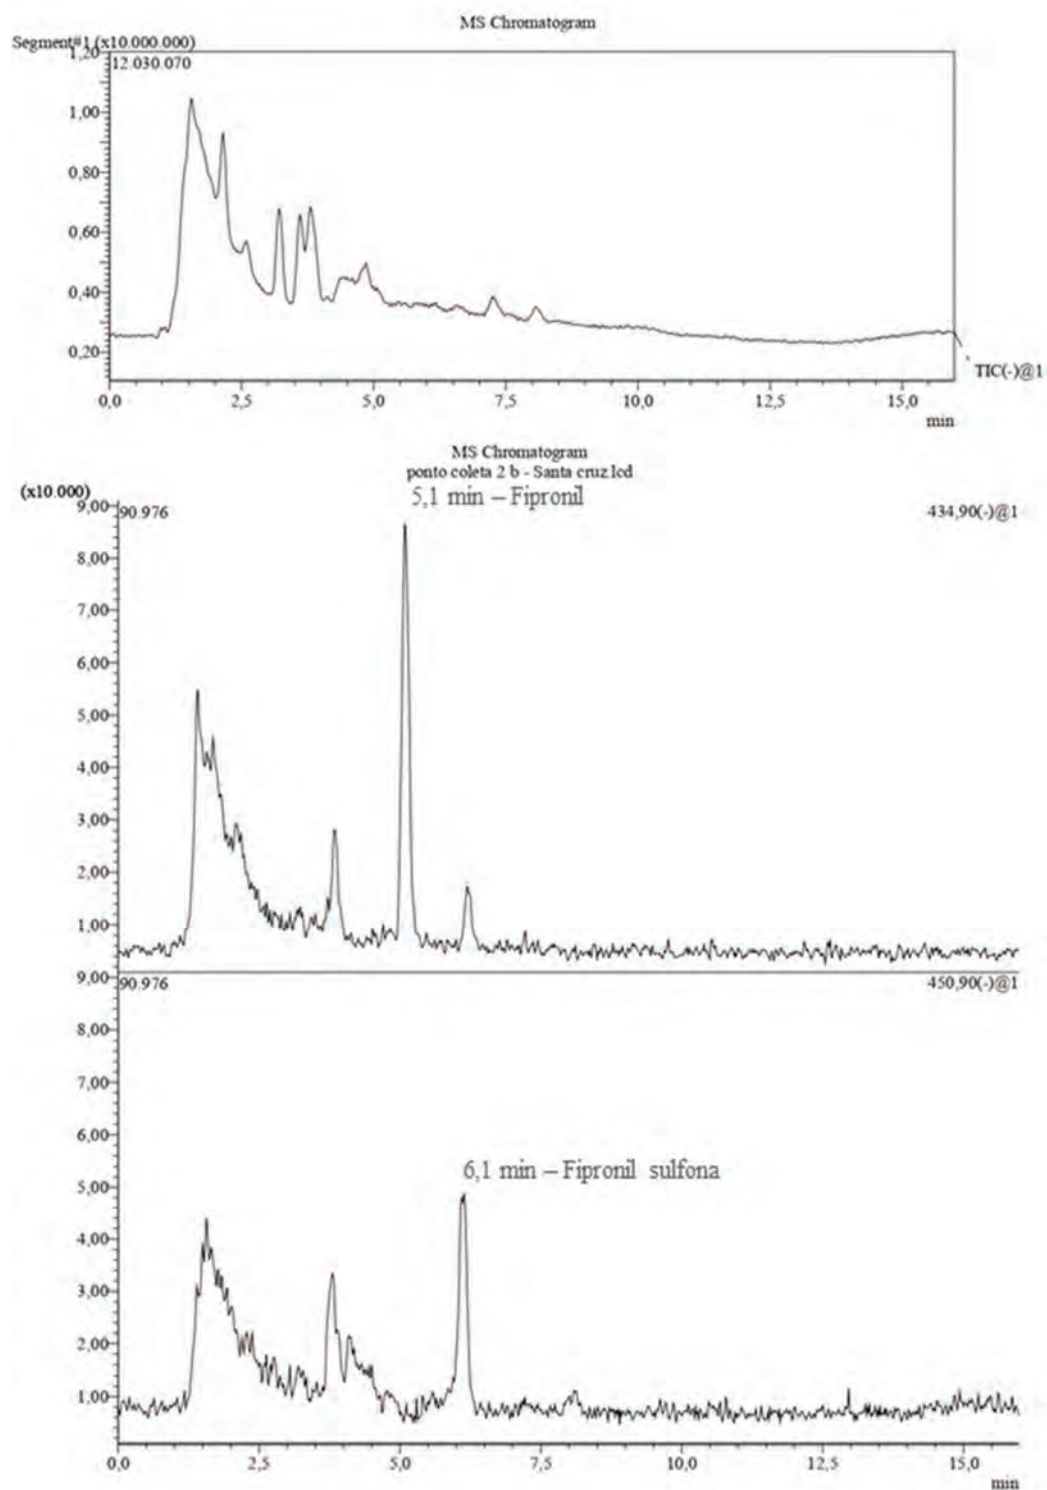 MS Chromatogram
Segment#1 (x10.000.000)
1,20
12.030.070
1,00
0,80
0,60
0,40
0,20
0,0 2,5 5,0 7,5 10,0 12,5 15,0
TIC(-)@1
min
MS Chromatogram
ponto coleta 2 b - Santa cruz.lcd
(x10.000)
5,1 min – Fipronil
9,00
90.976
434,90(-)@1
8,00
7,00
6,00
5,00
4,00
3,00
2,00
1,00
9,00
90.976
450,90(-)@1
8,00
7,00
6,00
6,1 min – Fipronil sulfona
5,00
4,00
3,00
2,00
1,00
0,0 2,5 5,0 7,5 10,0 12,5 15,0
min